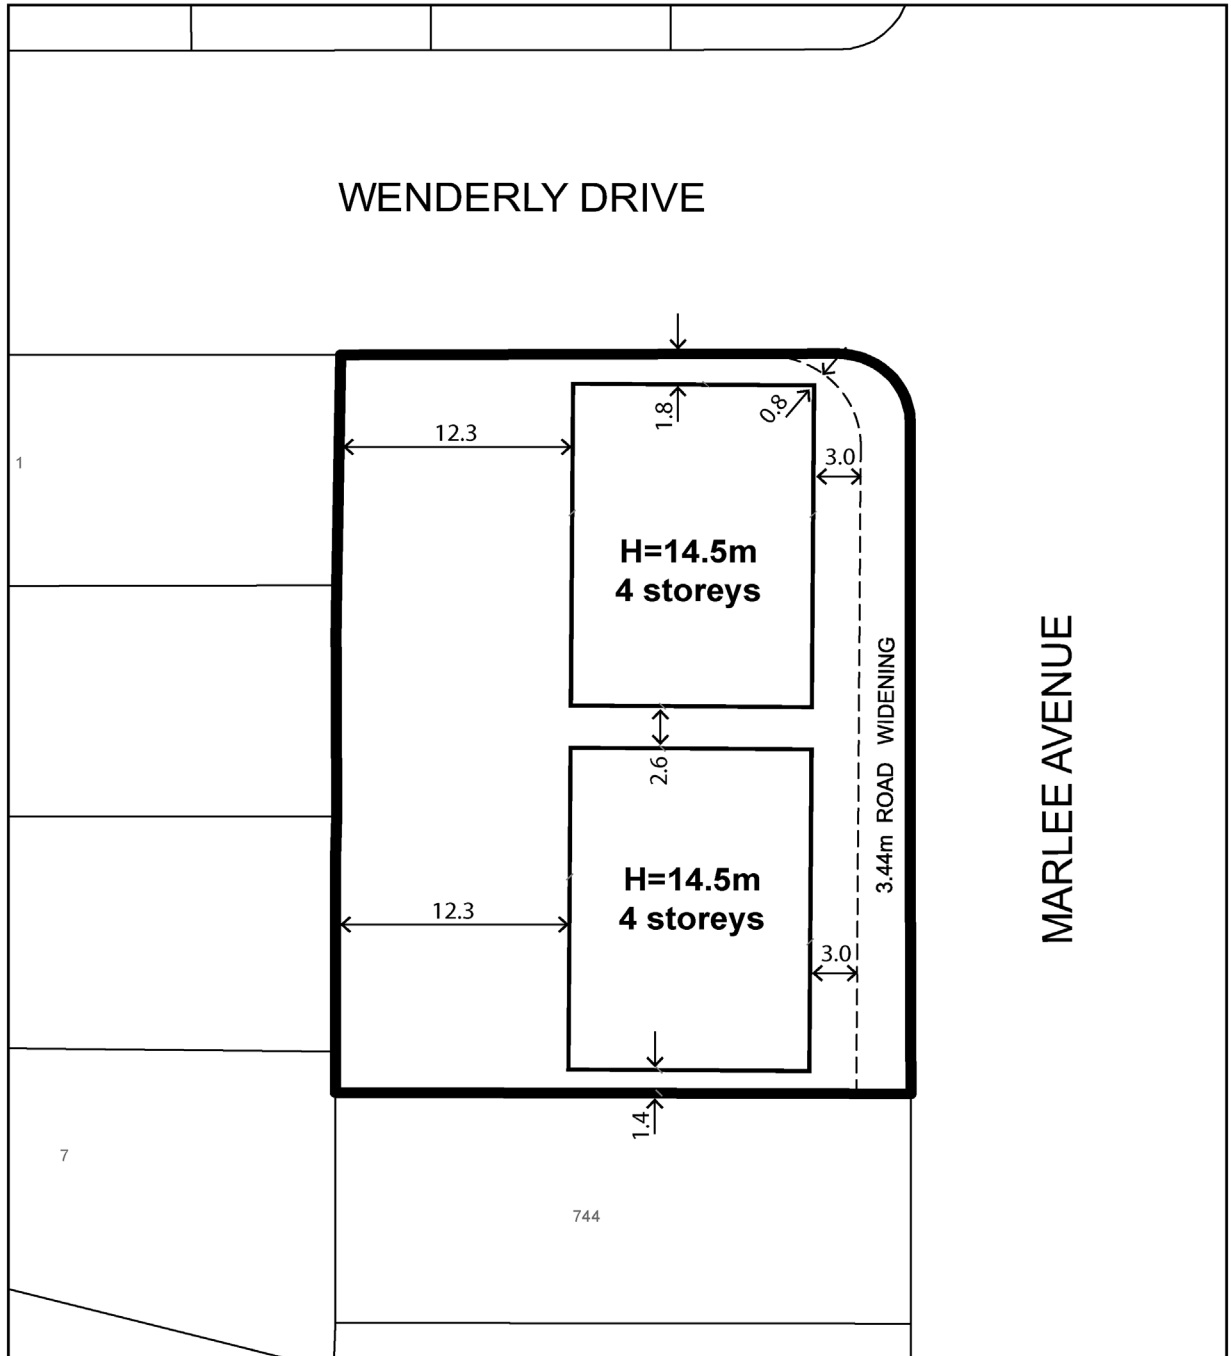 WENDERLY DRIVE
1.8
0.8
12.3
3.0
1
H=14.5m
4 storeys
2.6
3.44m ROAD WIDENING
MARLEE AVENUE
H=14.5m
4 storeys
12.3
3.0
1.4
7
744